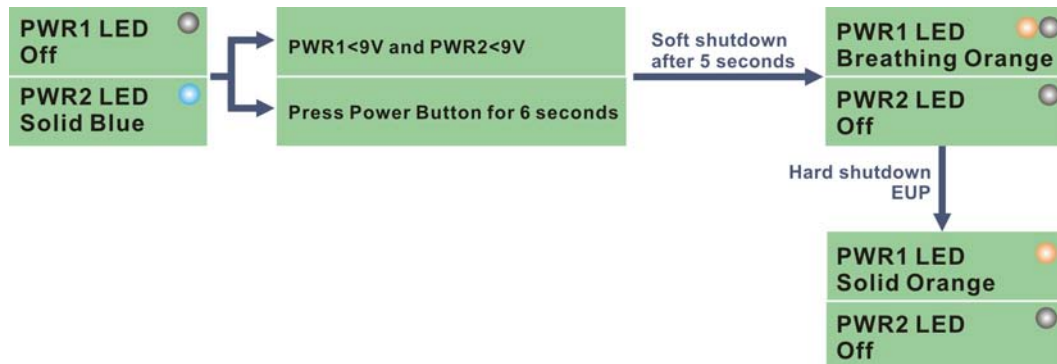 PWR1 LED
Off
PWR2 LED
Solid Blue
PWR1<9V and PWR2<9V
Press Power Button for 6 seconds
Soft shutdown
after 5 seconds
PWR1 LED
Breathing Orange
PWR2 LED
Off
Hard shutdown
EUP
PWR1 LED
Solid Orange
PWR2 LED
Off